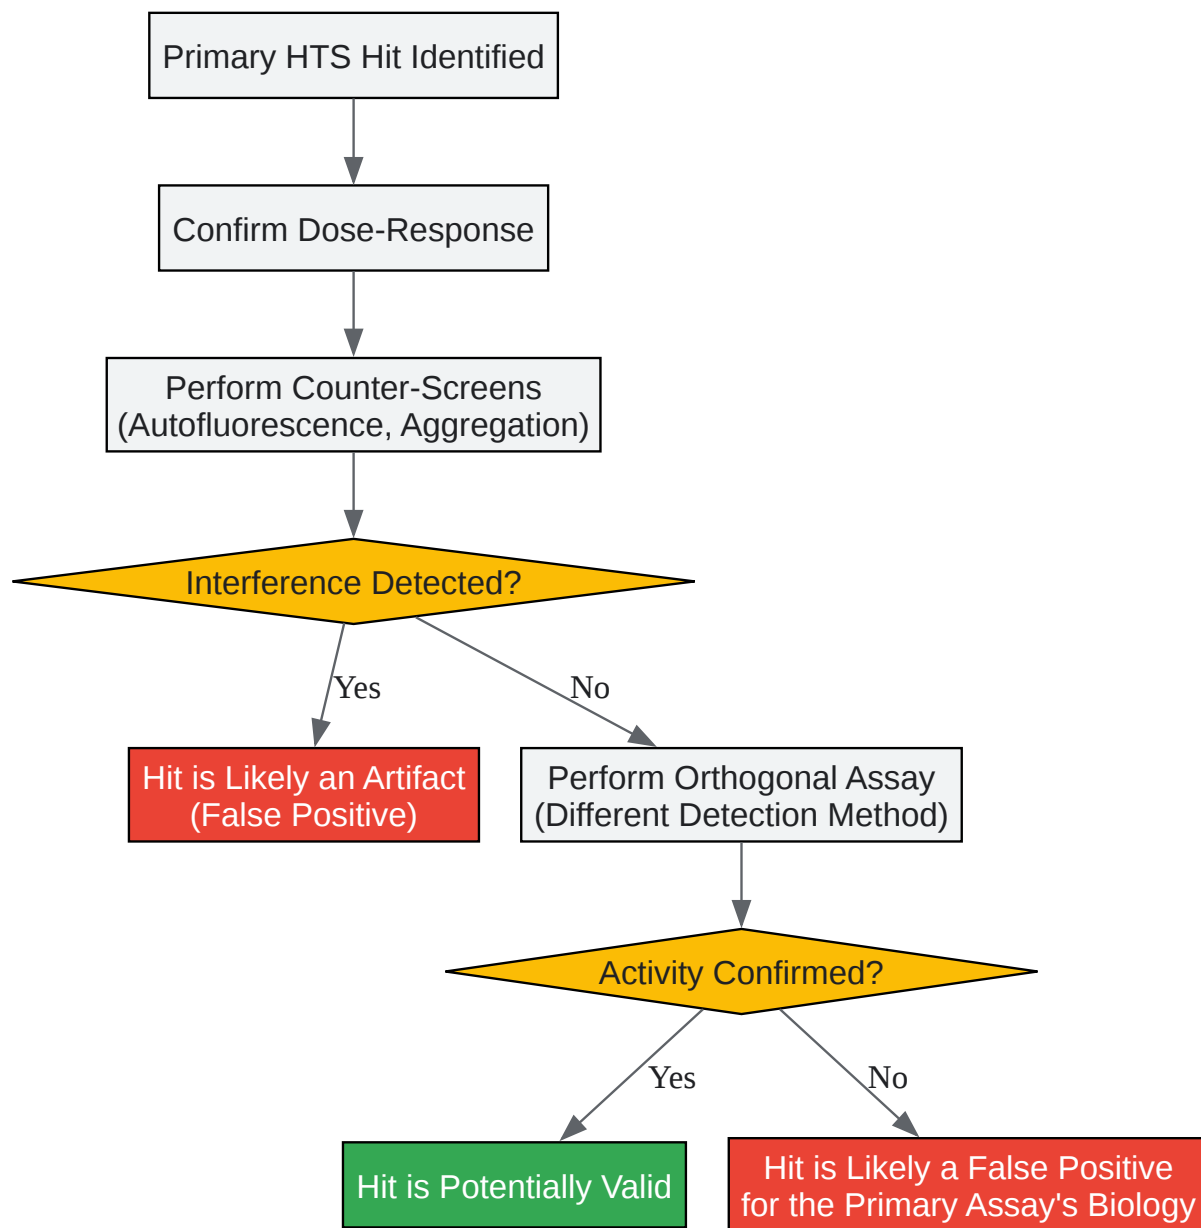 Primary HTS Hit Identified
Confirm Dose-Response
Perform Counter-Screens
(Autofluorescence, Aggregation)
Interference Detected?
Yes
No
Hit is Likely an Artifact
(False Positive)
Perform Orthogonal Assay
(Different Detection Method)
Activity Confirmed?
Yes
No
Hit is Potentially Valid
Hit is Likely a False Positive
for the Primary Assay's Biology